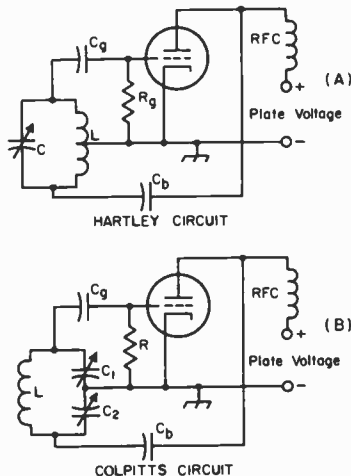 Cg
RFC
(A)
Rg
+
Plate Voltage
C
L
-
Cb
HARTLEY CIRCUIT
Cg
RFC
(B)
R
+
Plate Voltage
L
C1
C2
-
Cb
COLPITTS CIRCUIT